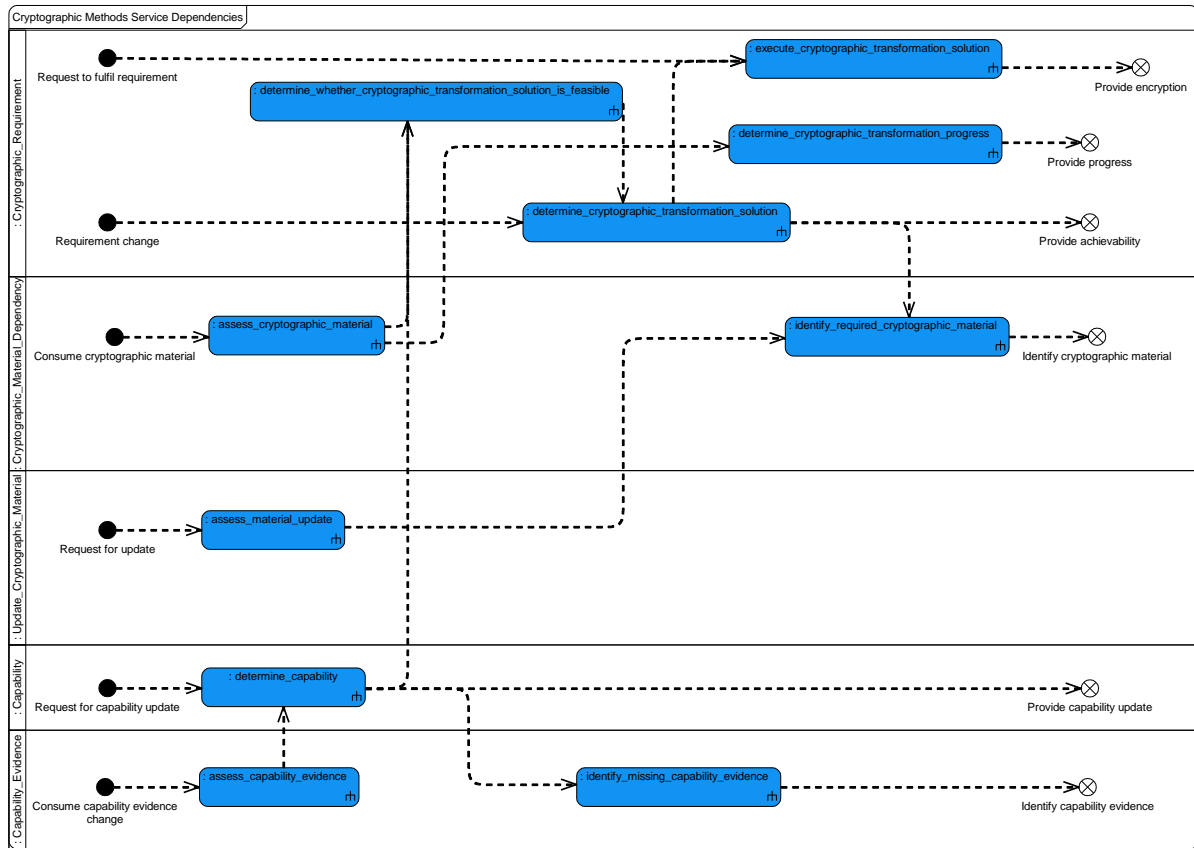 Cryptographic Methods Service Dependencies
: Cryptographic_Requirement
Request to fulfil requirement
: execute_cryptographic_transformation_solution
Provide encryption
: determine_whether_cryptographic_transformation_solution_is_feasible
: determine_cryptographic_transformation_progress
Provide progress
Requirement change
: determine_cryptographic_transformation_solution
Provide achievability
: Cryptographic_Material_Dependency
Consume cryptographic material
: assess_cryptographic_material
: identify_required_cryptographic_material
Identify cryptographic material
: Update_Cryptographic_Material
Request for update
: assess_material_update
: Capability
Request for capability update
: determine_capability
Provide capability update
: Capability_Evidence
Consume capability evidence
change
: assess_capability_evidence
: identify_missing_capability_evidence
Identify capability evidence